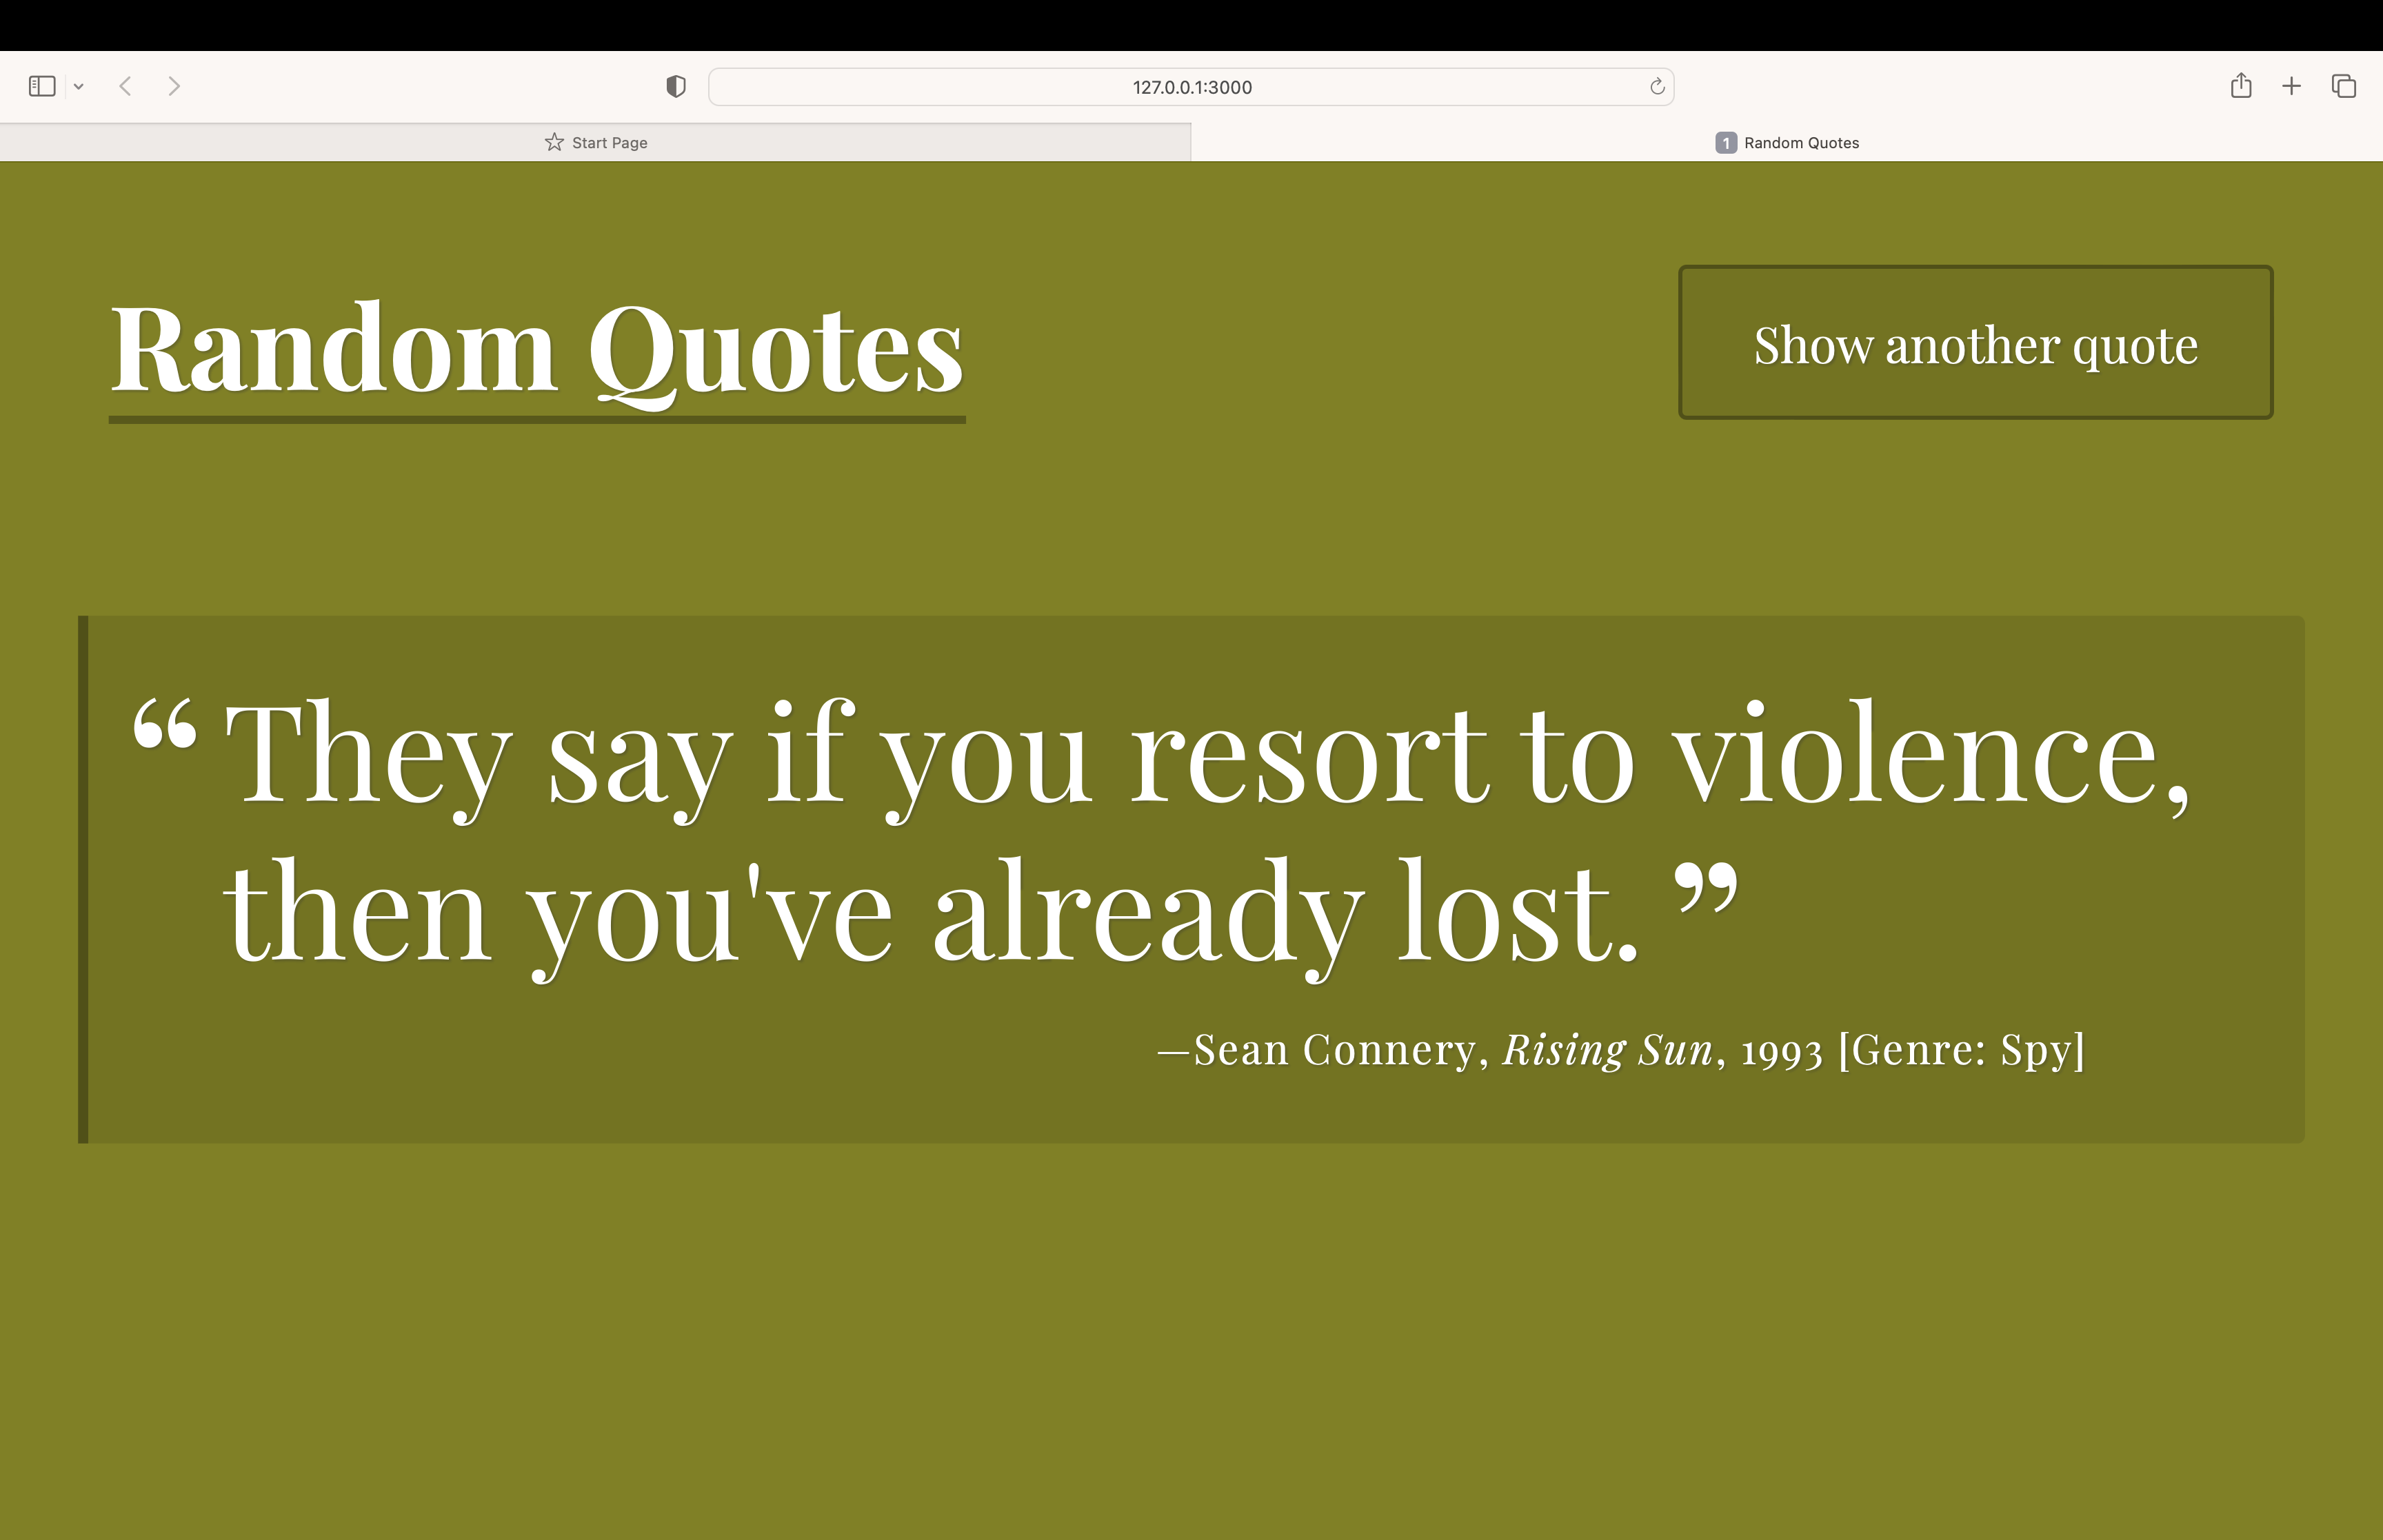 127.0.0.1:3000
Start Page
1 Random Quotes
Random Quotes
Show another quote
“ They say if you resort to violence,
then you've already lost. ”
—Sean Connery, Rising Sun, 1993 [Genre: Spy]